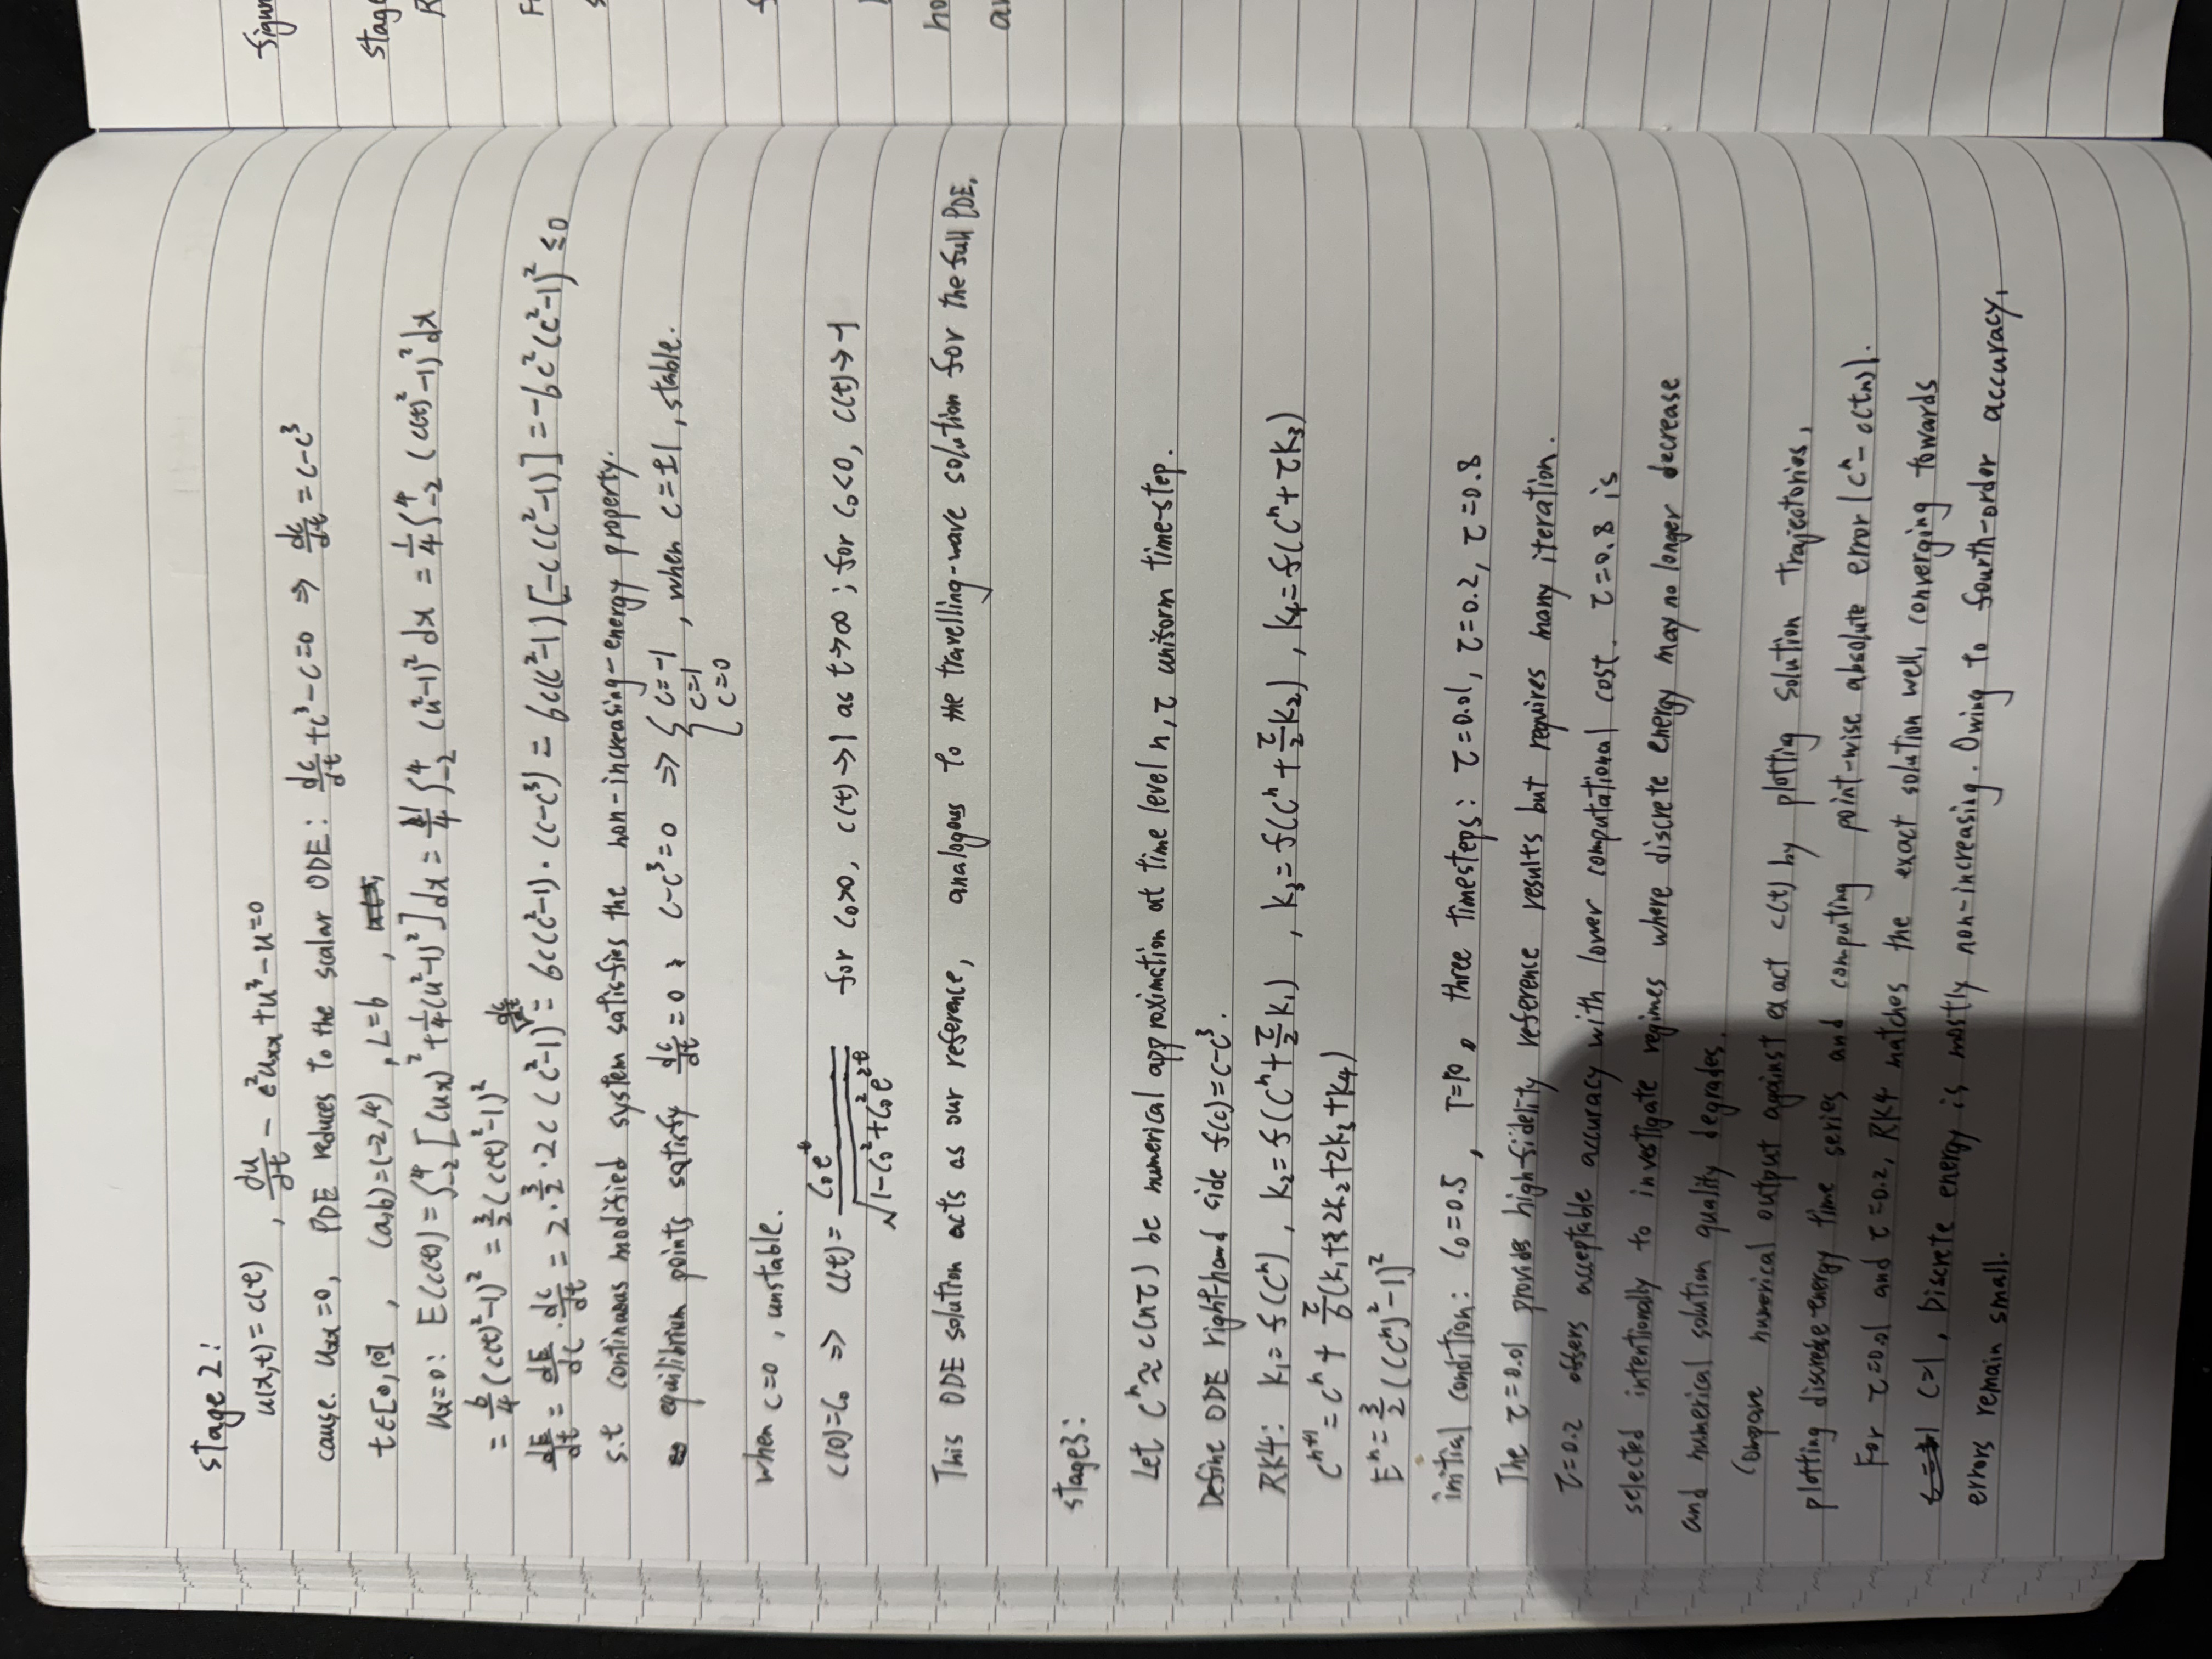 stage 2:
u(x,t)=c(t) , du/dt - ε²uₓₓ+u³-u=0
cause. uₓₓ=0, PDE reduces to the scalar ODE: dc/dt+c³-c=0 ⇒ dc/dt=c-c³
t∈[0,10] , (a,b)=(-2,4) , L=6 ,
uₓ=0: E(c(t))=∫₋₂⁴[(uₓ)²+1/4(u²-1)²]dx=1/4∫₋₂⁴(u²-1)²dx=1/4∫₋₂⁴(c(t)²-1)²dx
=6/4(c(t)²-1)²=3/2(c(t)²-1)²
dE/dt=dE/dc·dc/dt=2·3/2·2c(c²-1)dc/dt=6c(c²-1)·(c-c³)=6c(c²-1)[-c(c²-1)]=-6c²(c²-1)²≤0
s.t continuous modified system satisfies the non-increasing-energy property.
equilibrium points satisfy dc/dt=0 : c-c³=0 ⇒ { c=-1 c=1 c=0 , when c=±1, stable.
when c=0 , unstable.
c(0)=c₀ ⇒ c(t)=c₀eᵗ/√(1-c₀²+c₀²e²ᵗ) for c₀>0, c(t)→1 as t→∞ ; for c₀<0, c(t)→-1
This ODE solution acts as our reference, analogous to the travelling-wave solution for the full PDE.
stage3:
Let cⁿ≈c(nτ) be numerical approximation at time level n, τ uniform time-step.
Define ODE right-hand side f(c)=c-c³.
RK4: k₁=f(cⁿ) , k₂=f(cⁿ+τ/2k₁) , k₃=f(cⁿ+τ/2k₂) , k₄=f(cⁿ+τk₃)
cⁿ⁺¹=cⁿ+τ/6(k₁+2k₂+2k₃+k₄)
Eⁿ=3/2((cⁿ)²-1)²
initial condition: c₀=0.5 , T=10 , three timesteps: τ=0.01, τ=0.2, τ=0.8
The τ=0.01 provides high-fidelity reference results but requires many iteration.
τ=0.2 offers acceptable accuracy with lower computational cost. τ=0.8 is
selected intentionally to investigate regimes where discrete energy may no longer decrease
and numerical solution quality degrades.
Compare numerical output against exact c(t) by plotting solution trajectories,
plotting discrete energy time series and computing point-wise absolute error |cⁿ-c(tₙ)|.
For τ=0.01 and τ=0.2, RK4 matches the exact solution well, converging towards
c=1, Discrete energy is mostly non-increasing. Owing to fourth-order accuracy,
errors remain small.